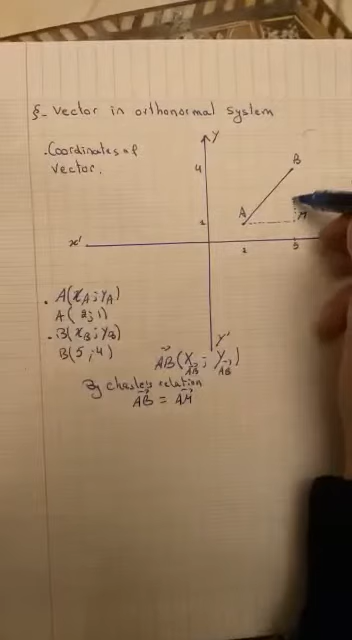 §- Vector in orthonormal system
.Coordinates of
Vector.
y
4
B
A
1
M
x'
2
5
. A(xA ; yA)
A( 2;1)
. B(xB ; yB)
B(5 ;4)
y'
AB(XAB ; YAB)
By chasles relation
AB = AM